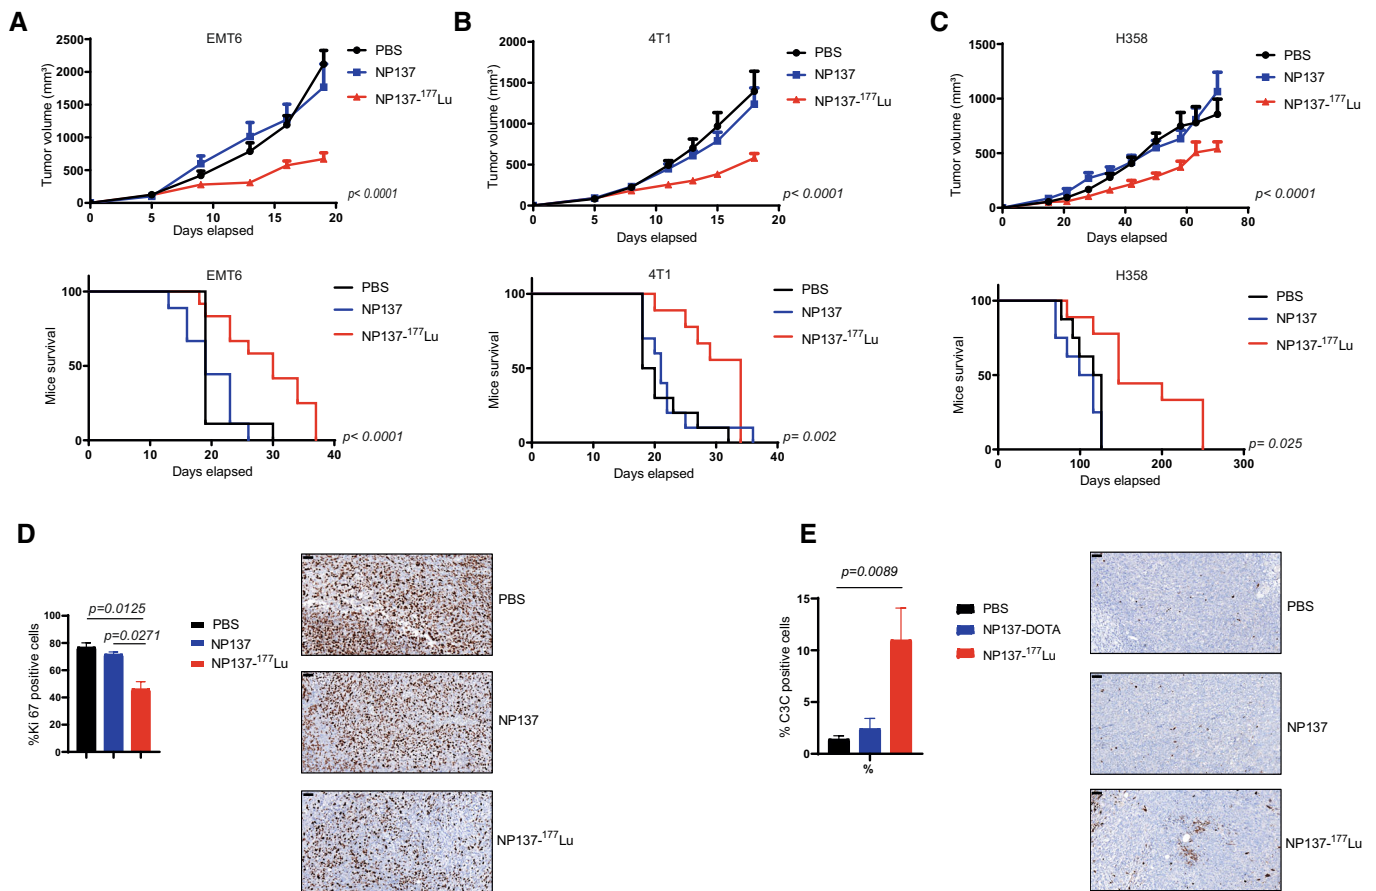 A
EMT6
Tumor volume (mm³)
2500
2000
1500
1000
500
0
0 5 10 15 20
Days elapsed
PBS
NP137
NP137-¹⁷⁷Lu
p< 0.0001
B
4T1
Tumor volume (mm³)
2000
1500
1000
500
0
0 5 10 15 20
Days elapsed
PBS
NP137
NP137-¹⁷⁷Lu
p< 0.0001
C
H358
Tumor volume (mm³)
1500
1000
500
0
0 20 40 60 80
Days elapsed
PBS
NP137
NP137-¹⁷⁷Lu
p< 0.0001
EMT6
Mice survival
100
50
0
0 10 20 30 40
Days elapsed
PBS
NP137
NP137-¹⁷⁷Lu
p< 0.0001
4T1
Mice survival
100
50
0
0 10 20 30 40
Days elapsed
PBS
NP137
NP137-¹⁷⁷Lu
p= 0.002
H358
Mice survival
100
50
0
0 100 200 300
Days elapsed
PBS
NP137
NP137-¹⁷⁷Lu
p= 0.025
D
%Ki 67 positive cells
100
80
60
40
20
0
p=0.0125
p=0.0271
PBS
NP137
NP137-¹⁷⁷Lu
PBS
NP137
NP137-¹⁷⁷Lu
E
% C3C positive cells
15
10
5
0
%
p=0.0089
PBS
NP137-DOTA
NP137-¹⁷⁷Lu
PBS
NP137
NP137-¹⁷⁷Lu